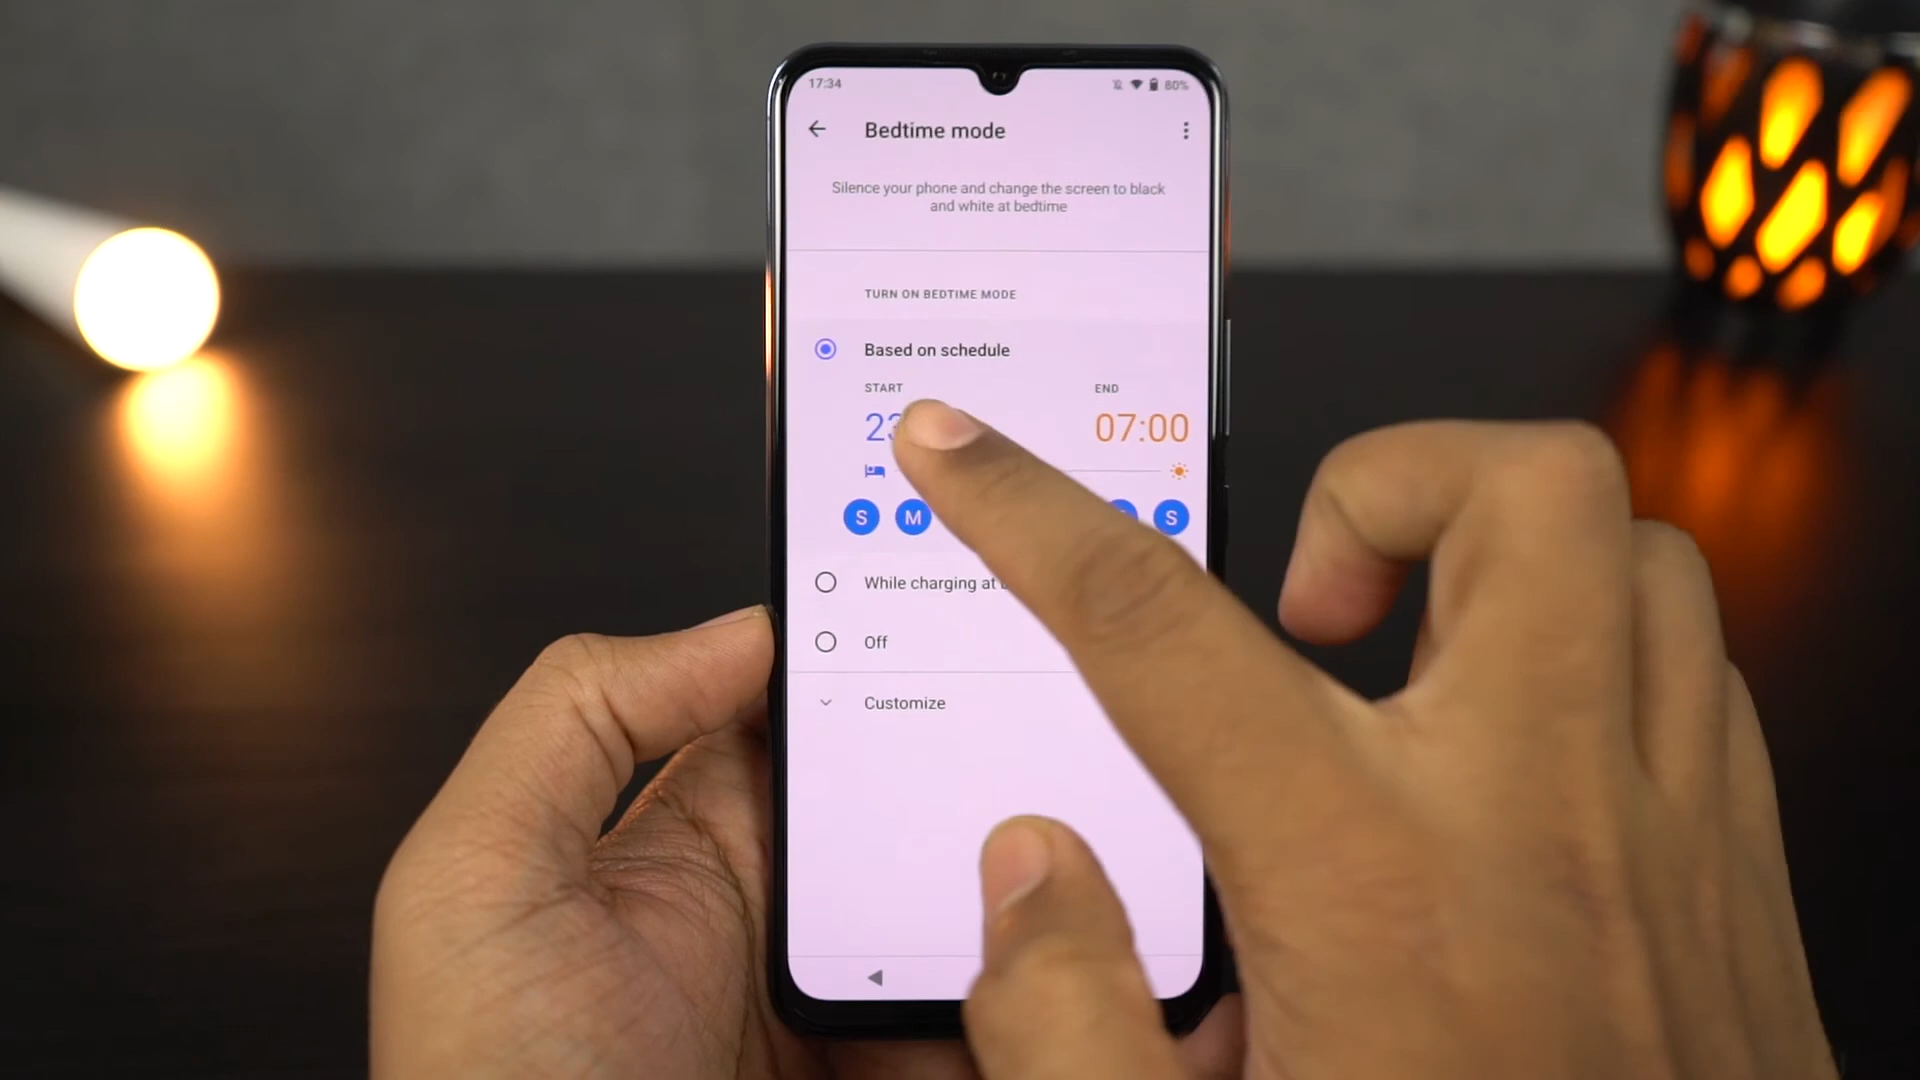 17:34 80%
Bedtime mode
Silence your phone and change the screen to black
and white at bedtime
TURN ON BEDTIME MODE
Based on schedule
START END
23 07:00
S M S
While charging at
Off
Customize